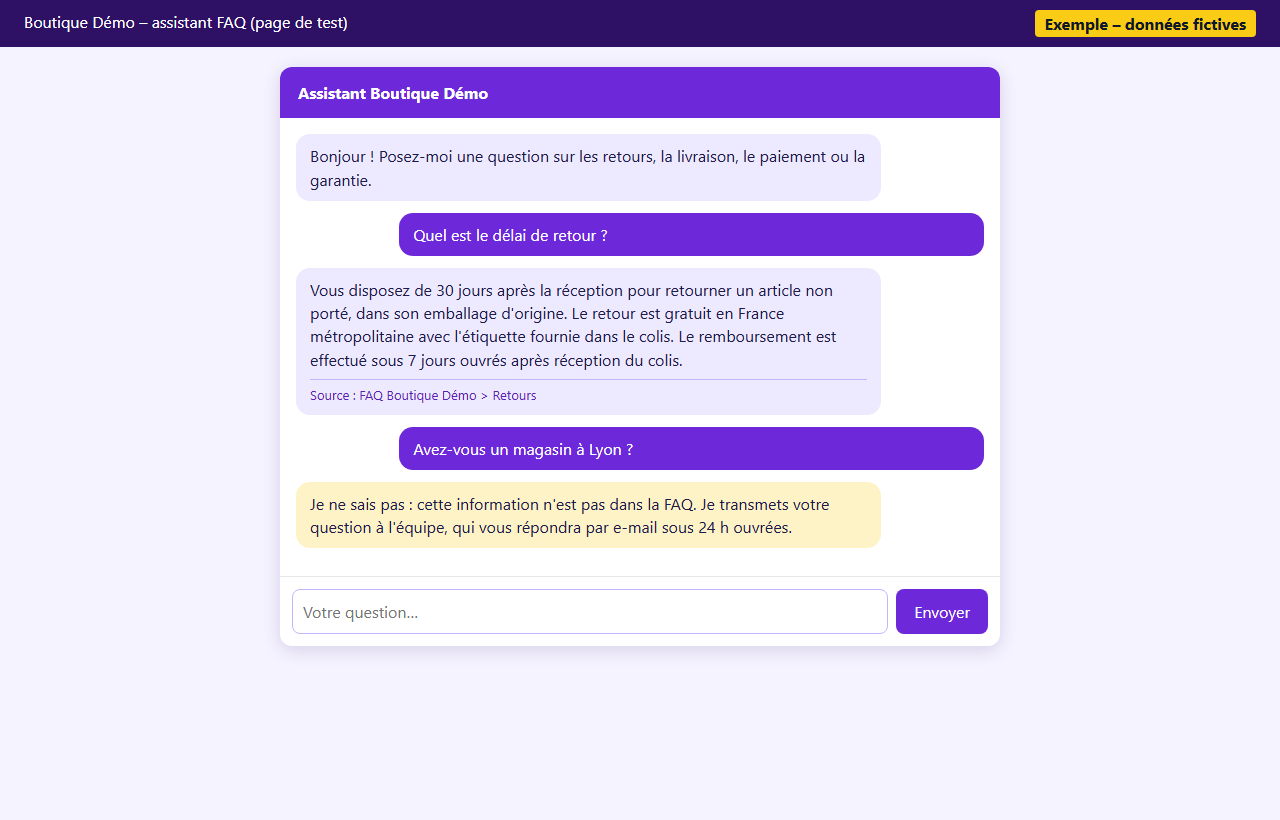 Boutique Démo – assistant FAQ (page de test)
Exemple – données fictives
Assistant Boutique Démo
Bonjour ! Posez-moi une question sur les retours, la livraison, le paiement ou la
garantie.
Quel est le délai de retour ?
Vous disposez de 30 jours après la réception pour retourner un article non
porté, dans son emballage d'origine. Le retour est gratuit en France
métropolitaine avec l'étiquette fournie dans le colis. Le remboursement est
effectué sous 7 jours ouvrés après réception du colis.
Source : FAQ Boutique Démo > Retours
Avez-vous un magasin à Lyon ?
Je ne sais pas : cette information n'est pas dans la FAQ. Je transmets votre
question à l'équipe, qui vous répondra par e-mail sous 24 h ouvrées.
Votre question...
Envoyer